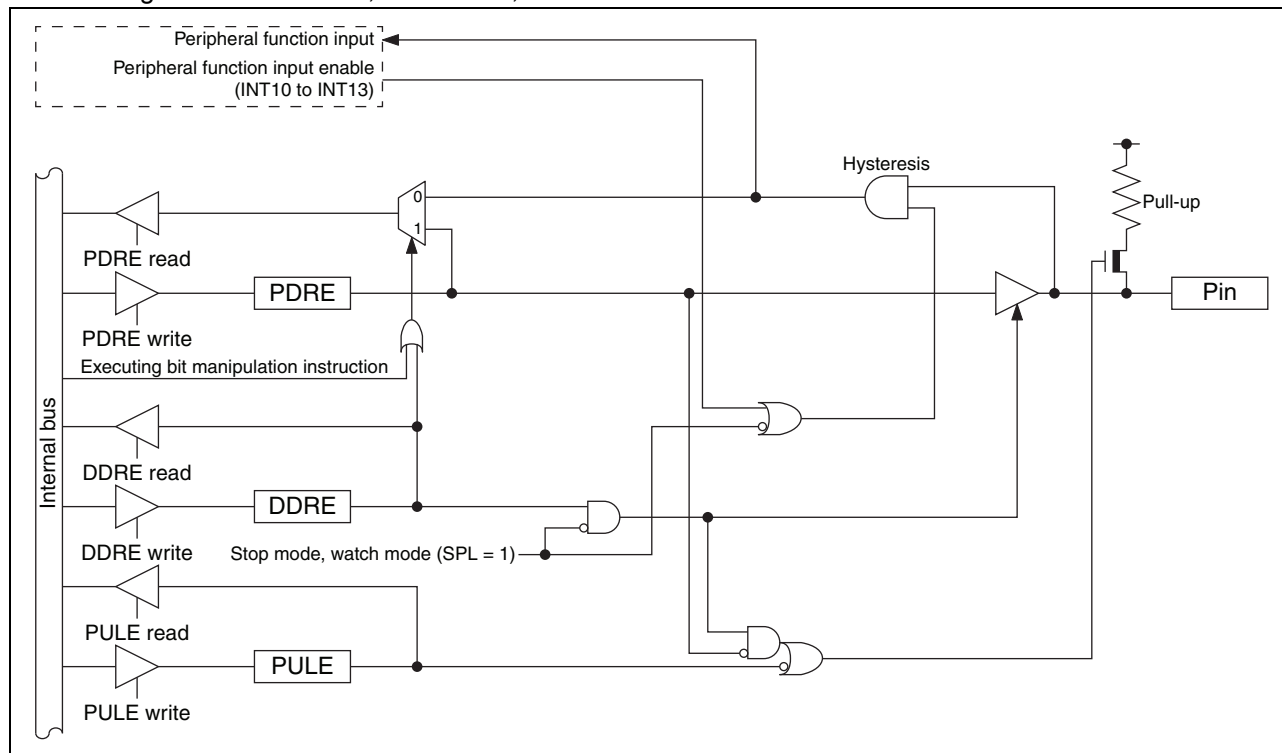 Peripheral function input
Peripheral function input enable
(INT10 to INT13)
Hysteresis
0
1
Pull-up
PDRE read
PDRE
Pin
PDRE write
Executing bit manipulation instruction
Internal bus
DDRE read
DDRE
DDRE write
Stop mode, watch mode (SPL = 1)
PULE read
PULE
PULE write